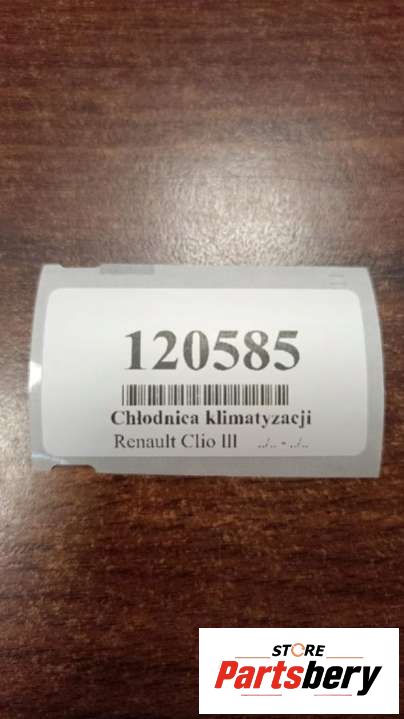 120585
Chłodnica klimatyzacji
Renault Clio III ../.. - ../..
STORE
Partsbery